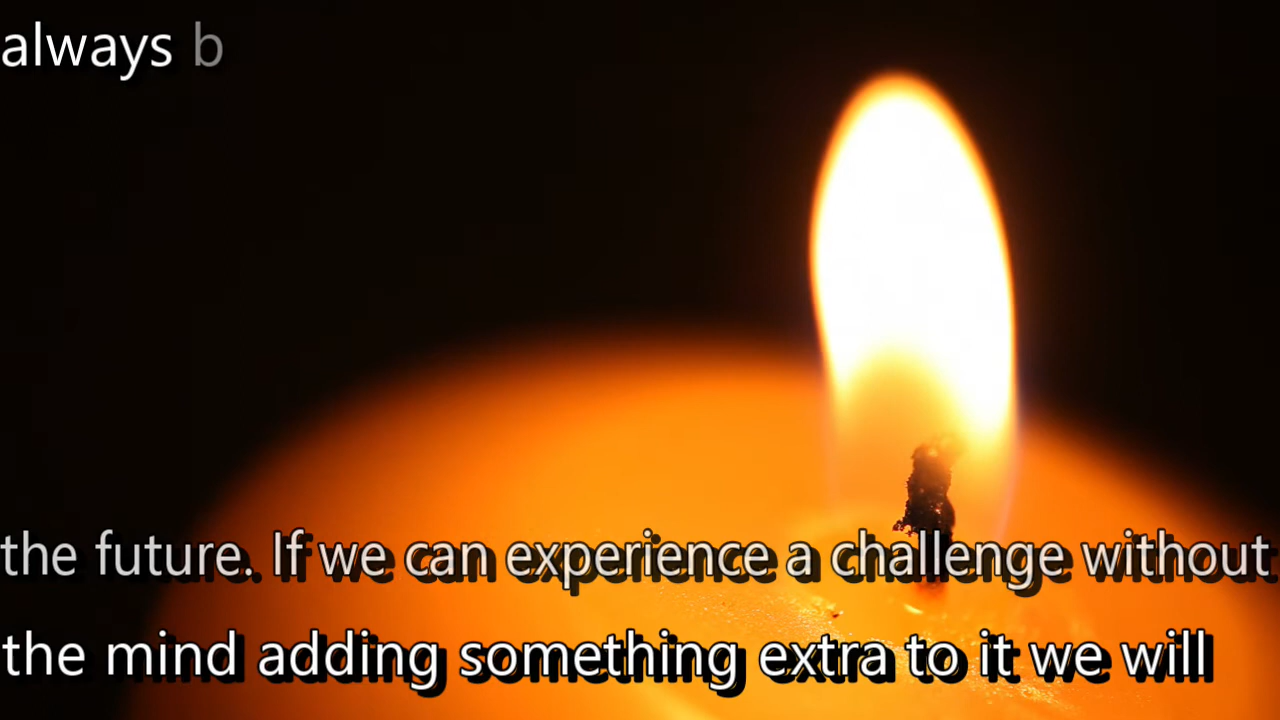 always b
the future. If we can experience a challenge without
the mind adding something extra to it we will